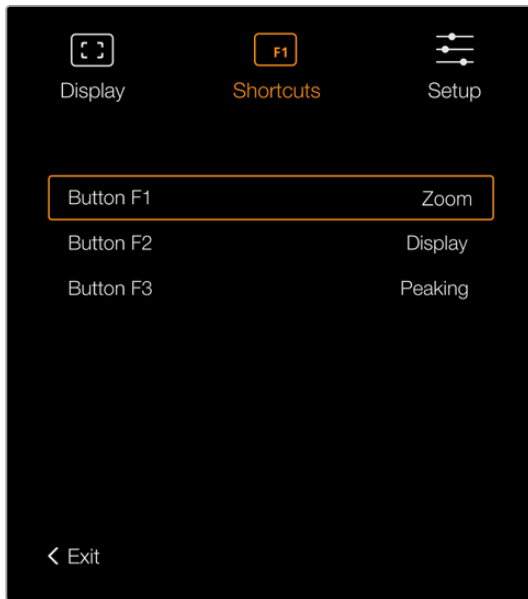 F1
Display Shortcuts Setup
Button F1 Zoom
Button F2 Display
Button F3 Peaking
Exit